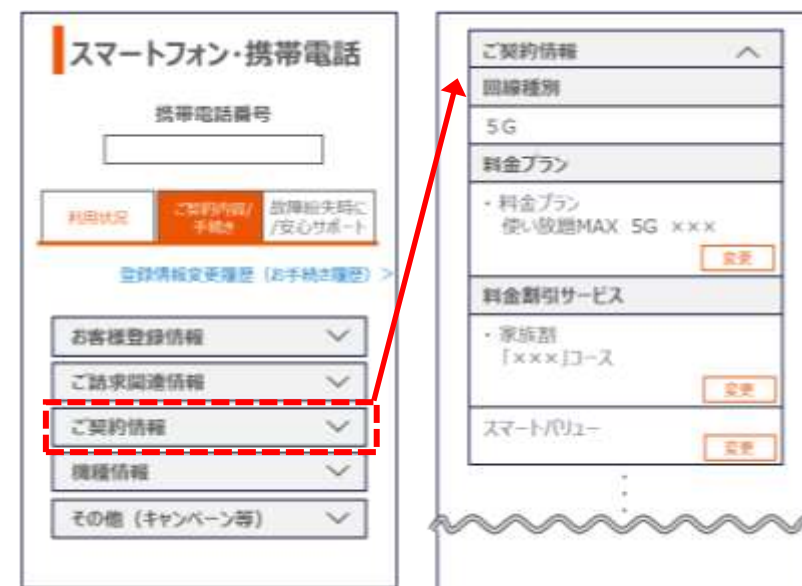 スマートフォン・携帯電話
携帯電話番号
利用状況
ご契約内容/
手続き
故障紛失時に
/安心サポート
登録情報変更履歴（お手続き履歴）＞
お客様登録情報
ご請求関連情報
ご契約情報
機種情報
その他（キャンペーン等）
ご契約情報
回線種別
5G
料金プラン
・料金プラン
使い放題MAX 5G ×××
変更
料金割引サービス
・家族割
「×××」コース
変更
スマートバリュー
変更